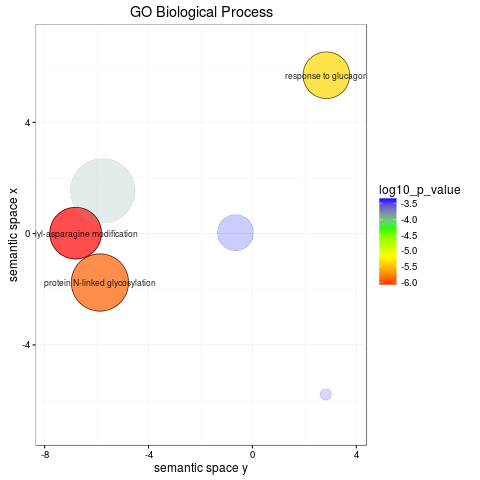 GO Biological Process
response to glucagon
log10_p_value
-3.5
-4.0
-4.5
-5.0
-5.5
-6.0
4
0
-4
yl-asparagine modification
protein N-linked glycosylation
semantic space x
-8
-4
0
4
semantic space y